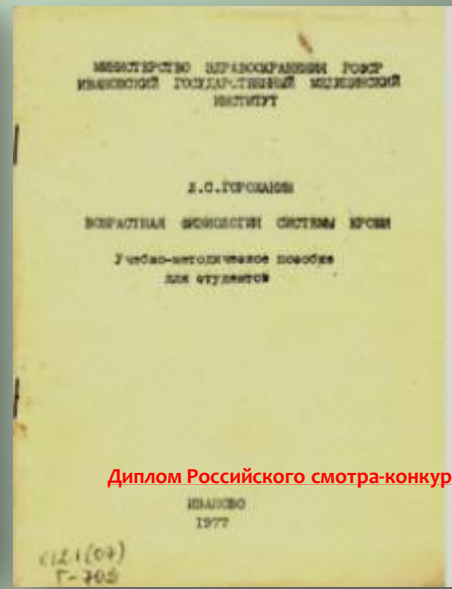 МИНИСТЕРСТВО ЗДРАВООХРАНЕНИЯ РСФСР
ИВАНОВСКИЙ ГОСУДАРСТВЕННЫЙ МЕДИЦИНСКИЙ
ИНСТИТУТ
ВОЗРАСТНАЯ ФИЗИОЛОГИЯ СИСТЕМЫ КРОВИ
Учебно-методическое пособие
для студентов
Диплом Российского смотра-конкур
ИВАНОВО
1977